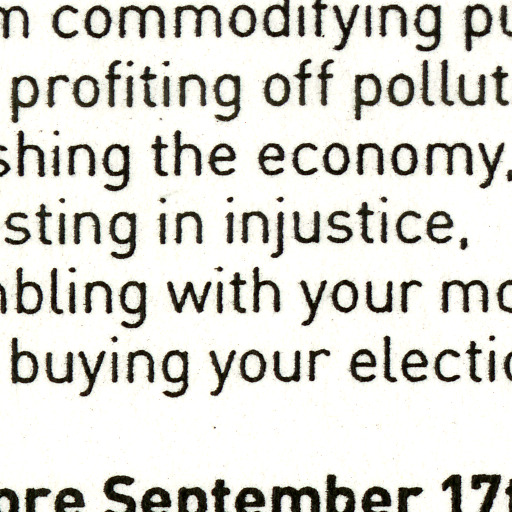 m commodifying pu
profiting off pollut
shing the economy,
sting in injustice,
mbling with your mo
buying your electio
ore September 17t